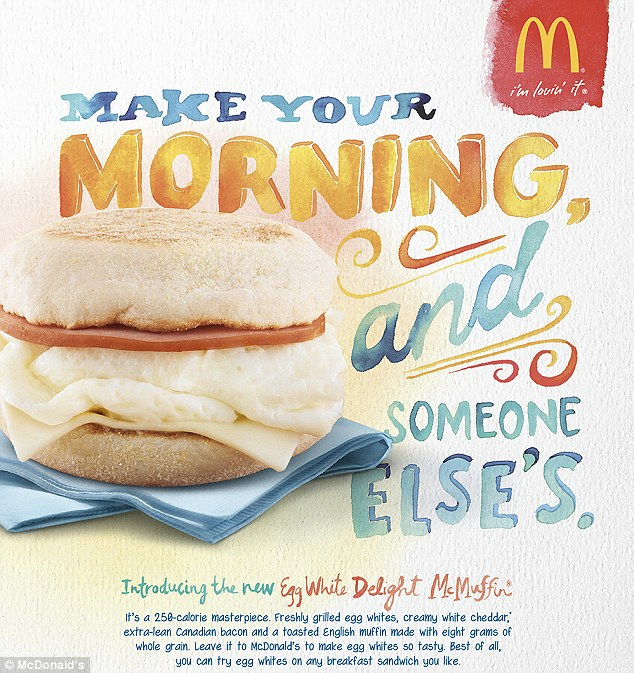 M®
i'm lovin' it®
MAKE YOUR
MORNING,
and
SOMEONE
ELSE'S.
Introducing the new Egg White Delight McMuffin®
It's a 250-calorie masterpiece. Freshly grilled egg whites, creamy white cheddar,*
extra-lean Canadian bacon and a toasted English muffin made with eight grams of
whole grain. Leave it to McDonald's to make egg whites so tasty. Best of all,
you can try egg whites on any breakfast sandwich you like.
© McDonald's